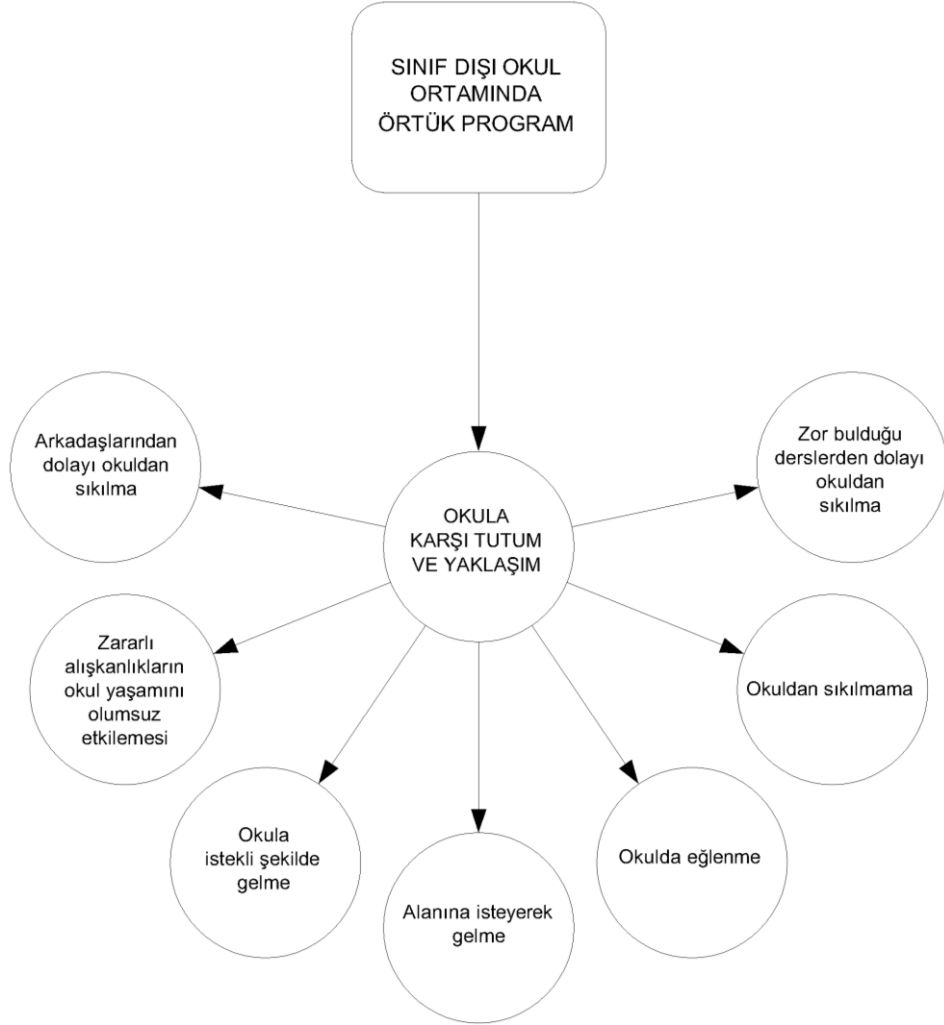 SINIF DIŞI OKUL
ORTAMINDA
ÖRTÜK PROGRAM
Arkadaşlarından
dolayı okuldan
sıkılma
Zor bulduğu
derslerden dolayı
okuldan
sıkılma
OKULA
KARŞI TUTUM
VE YAKLAŞIM
Zararlı
alışkanlıkların
okul yaşamını
olumsuz
etkilemesi
Okuldan sıkılmama
Okula
istekli şekilde
gelme
Alanına isteyerek
gelme
Okulda eğlenme